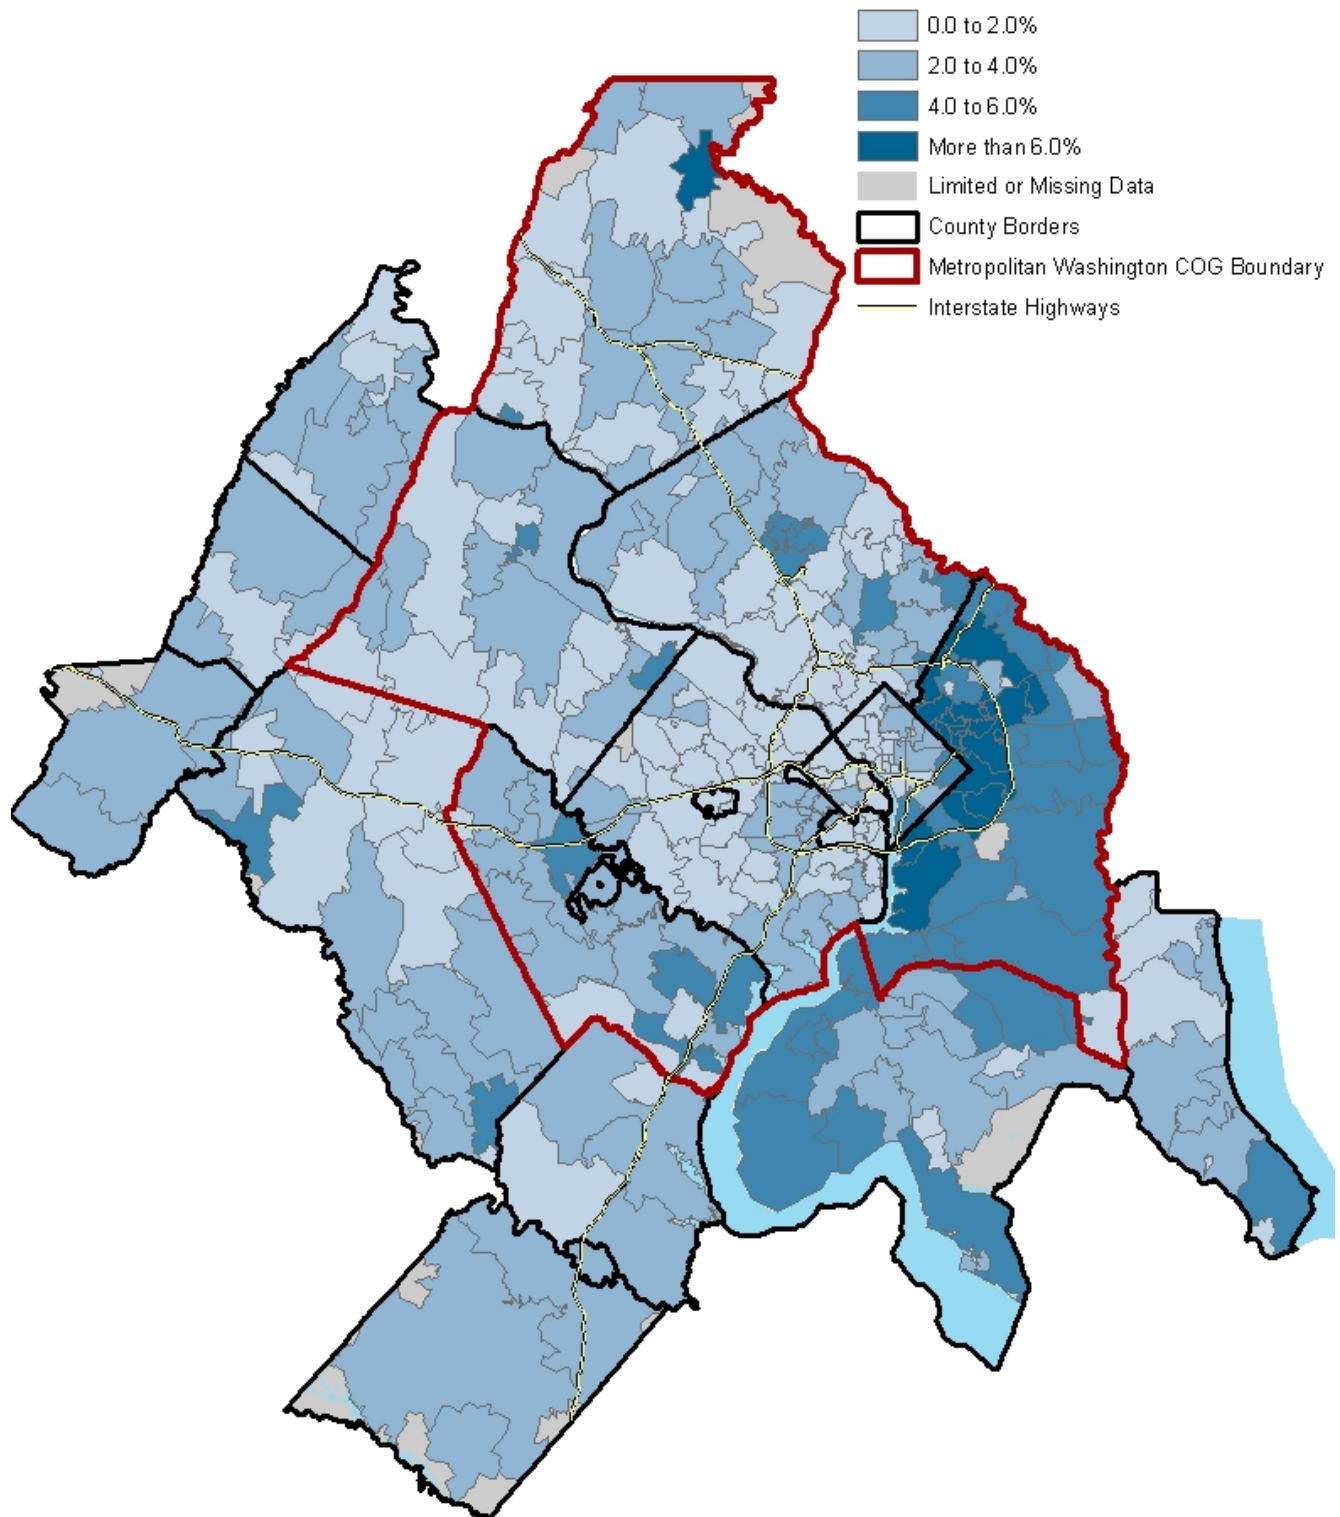 0.0 to 2.0%
2.0 to 4.0%
4.0 to 6.0%
More than 6.0%
Limited or Missing Data
County Borders
Metropolitan Washington COG Boundary
Interstate Highways